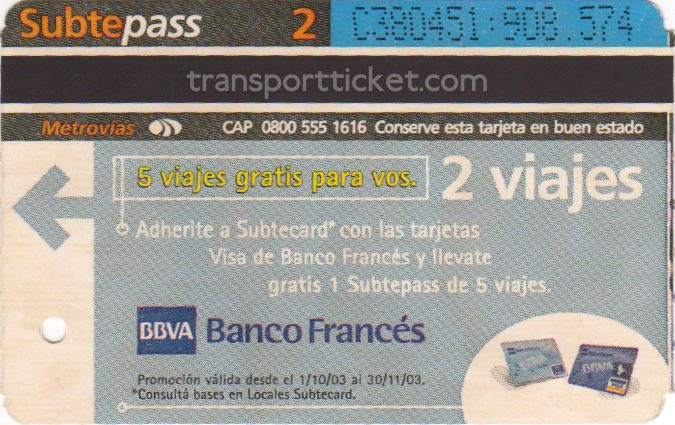 Subtepass 2 C380451·908.574
transportticket.com
Metrovias CAP 0800 555 1616 Conserve esta tarjeta en buen estado
5 viajes gratis para vos. 2 viajes
Adherite a Subtecard* con las tarjetas
Visa de Banco Francés y llevate
gratis 1 Subtepass de 5 viajes.
BBVA Banco Francés
Promoción válida desde el 1/10/03 al 30/11/03.
*Consultá bases en Locales Subtecard.
BBVA